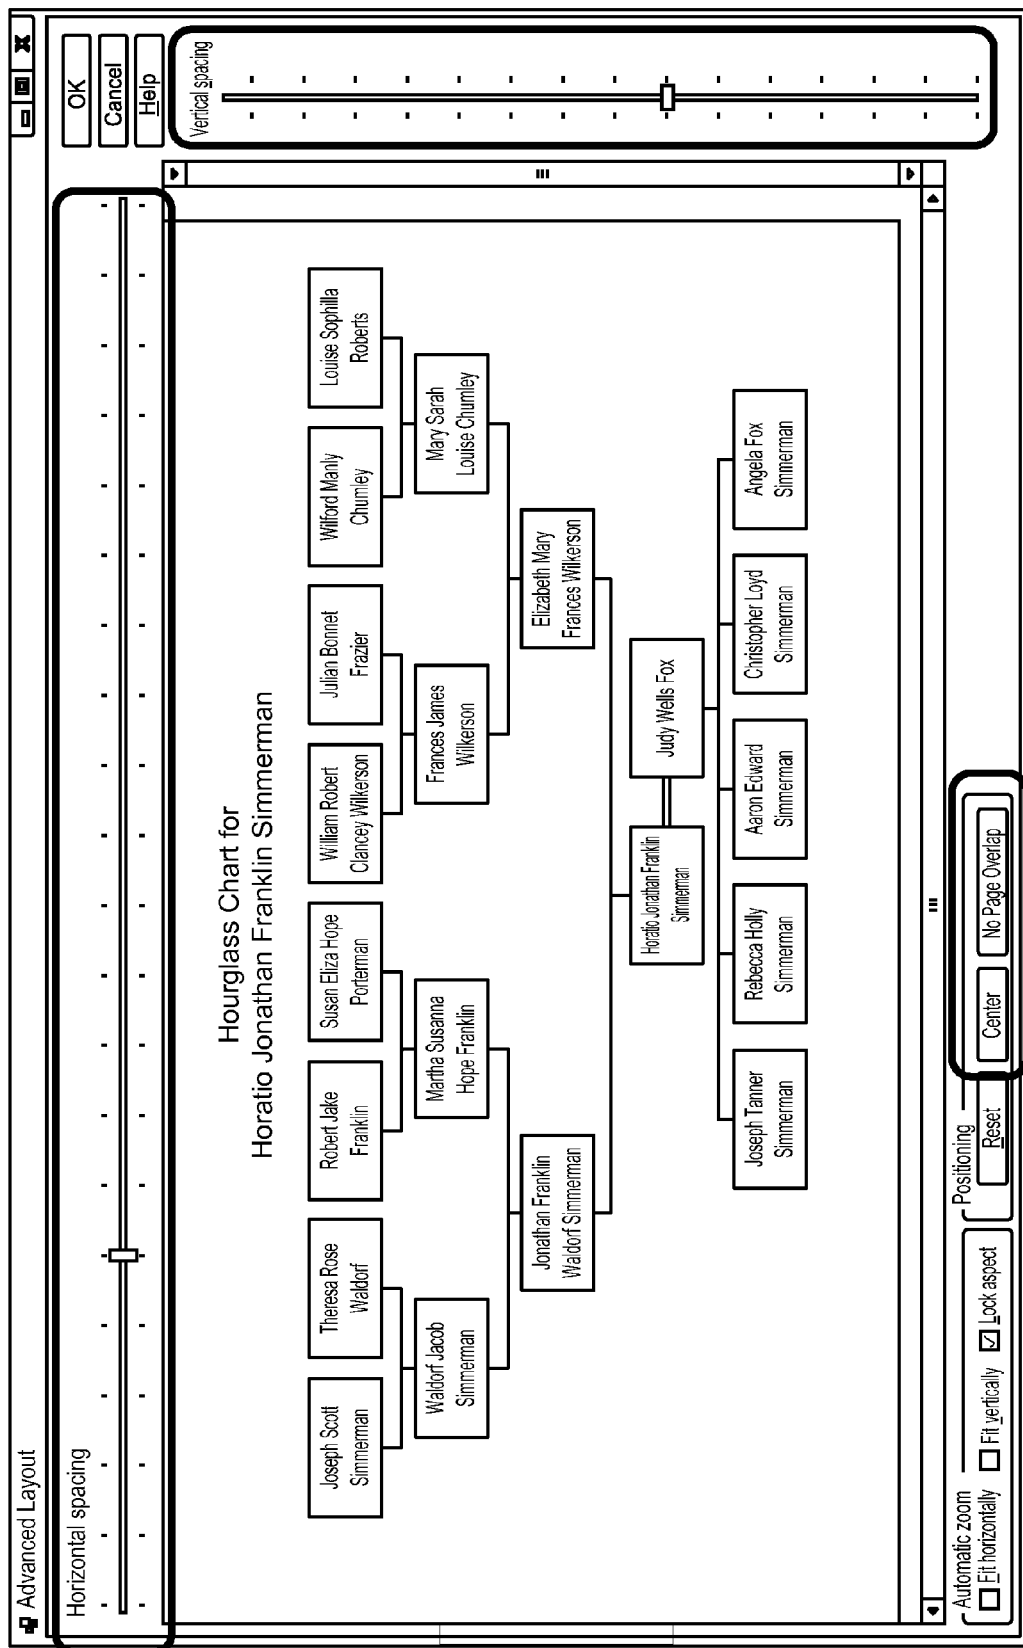 Advanced Layout
Horizontal spacing
OK
Cancel
Help
Vertical spacing
Hourglass Chart for
Horatio Jonathan Franklin Simmerman
Joseph Scott
Simmerman
Theresa Rose
Waldorf
Robert Jake
Franklin
Susan Eliza Hope
Porterman
William Robert
Clancey Wilkerson
Julian Bonnet
Frazier
Wilford Manly
Chumley
Louise Sophilla
Roberts
Waldorf Jacob
Simmerman
Martha Susanna
Hope Franklin
Frances James
Wilkerson
Mary Sarah
Louise Chumley
Jonathan Franklin
Waldorf Simmerman
Elizabeth Mary
Frances Wilkerson
Horatio Jonathan Franklin
Simmerman
Judy Wells Fox
Joseph Tanner
Simmerman
Rebecca Holly
Simmerman
Aaron Edward
Simmerman
Christopher Loyd
Simmerman
Angela Fox
Simmerman
Automatic zoom
Fit horizontally
Fit vertically
Lock aspect
Positioning
Reset
Center
No Page Overlap